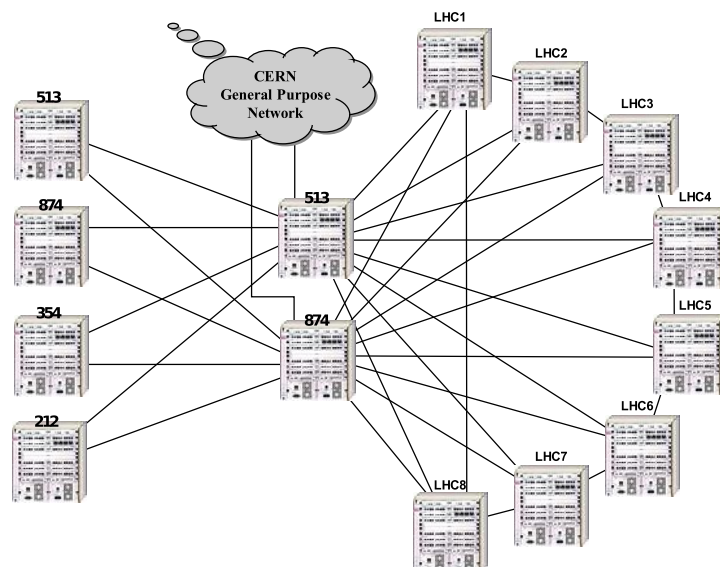 LHC1
CERN
General Purpose
Network
LHC2
513
LHC3
874
513
LHC4
354
874
LHC5
212
LHC6
LHC7
LHC8